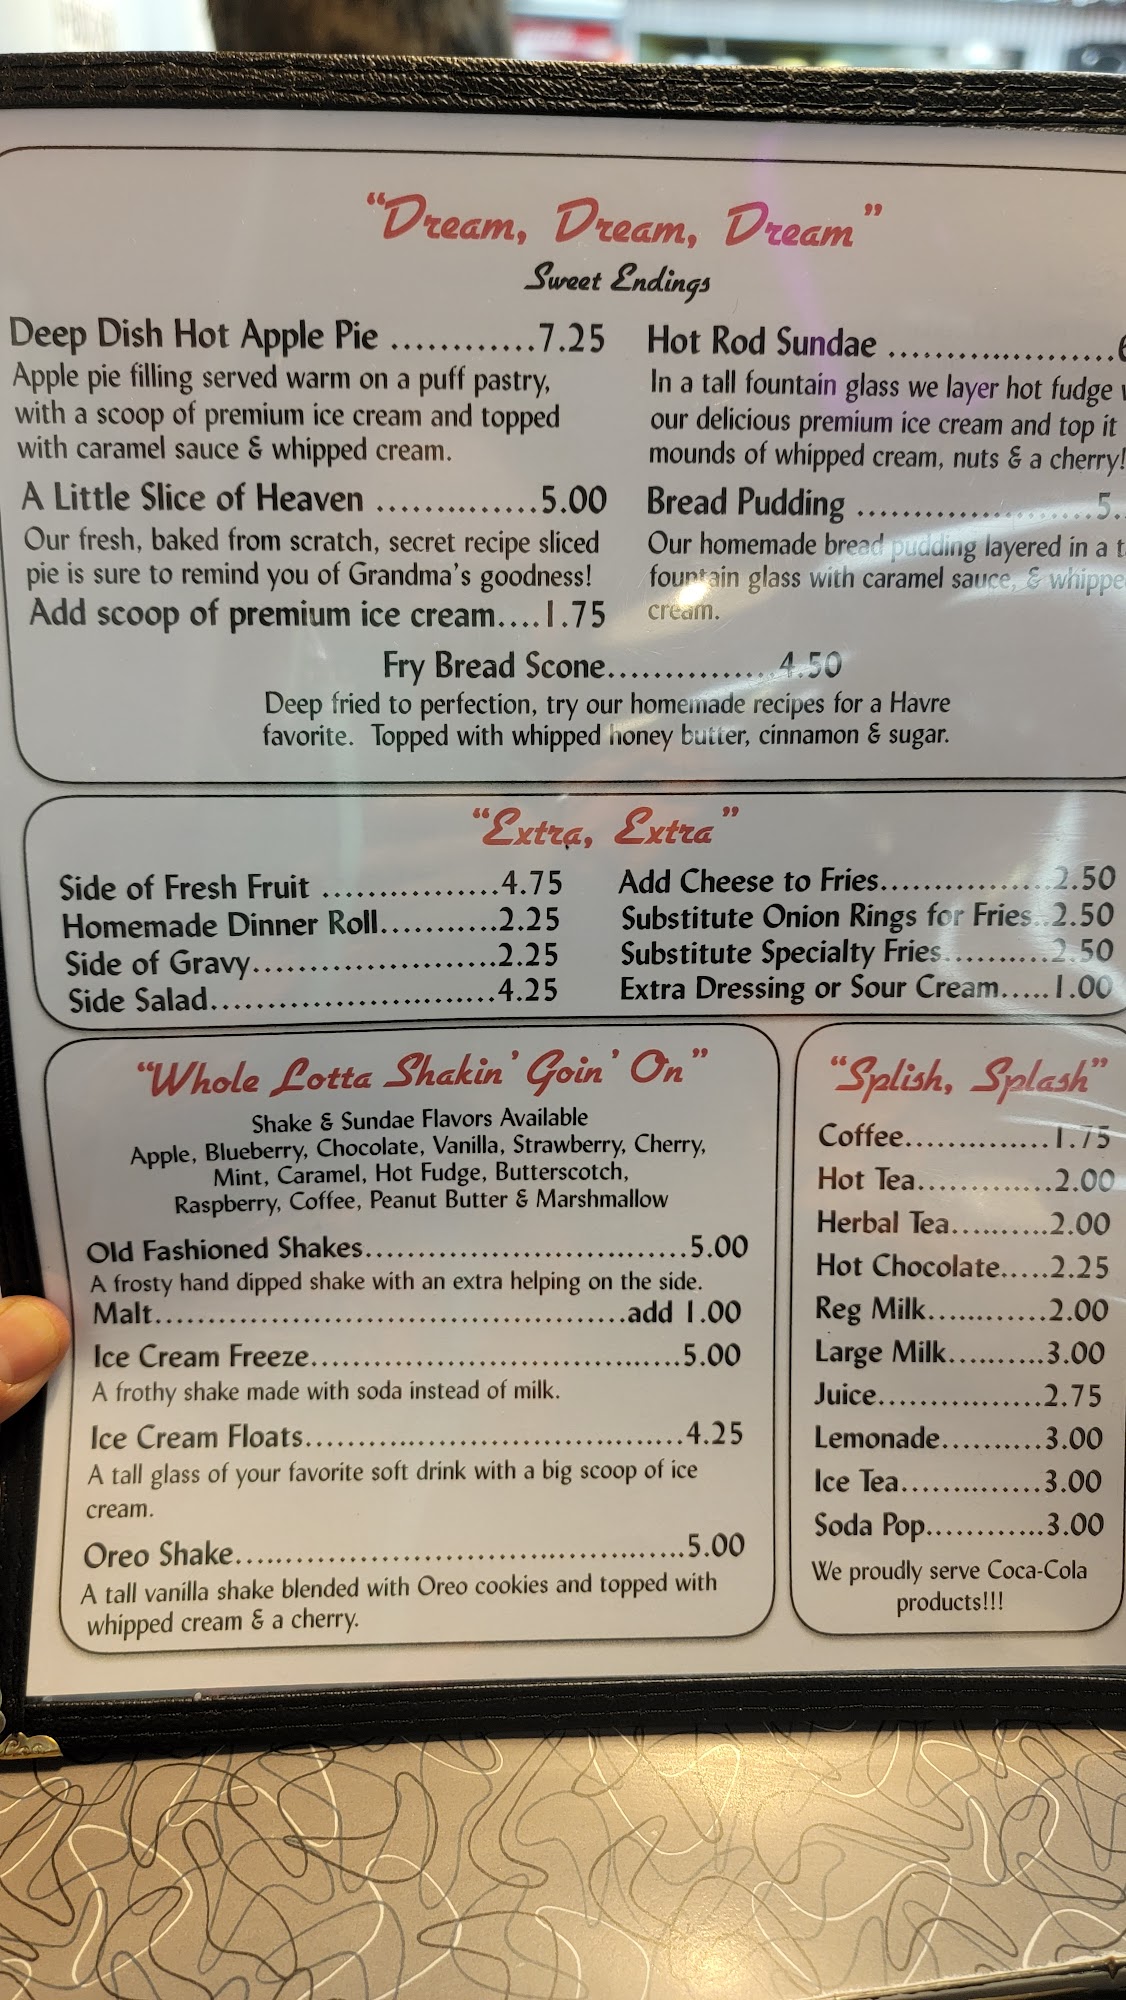 "Dream, Dream, Dream"
Sweet Endings
Deep Dish Hot Apple Pie ............7.25
Apple pie filling served warm on a puff pastry,
with a scoop of premium ice cream and topped
with caramel sauce & whipped cream.
A Little Slice of Heaven ..............5.00
Our fresh, baked from scratch, secret recipe sliced
pie is sure to remind you of Grandma's goodness!
Add scoop of premium ice cream....1.75
Hot Rod Sundae .....................
In a tall fountain glass we layer hot fudge
our delicious premium ice cream and top it
mounds of whipped cream, nuts & a cherry!
Bread Pudding .....................5.
Our homemade bread pudding layered in a
fountain glass with caramel sauce, &
cream.
Fry Bread Scone...............4.50
Deep fried to perfection, try our homemade recipes for a Havre
favorite. Topped with whipped honey butter, cinnamon & sugar.
"Extra, Extra"
Side of Fresh Fruit .................4.75
Homemade Dinner Roll...........2.25
Side of Gravy.......................2.25
Side Salad...........................4.25
Add Cheese to Fries................2.50
Substitute Onion Rings for Fries..2.50
Substitute Specialty Fries..........2.50
Extra Dressing or Sour Cream.....1.00
"Whole Lotta Shakin' Goin' On"
Shake & Sundae Flavors Available
Apple, Blueberry, Chocolate, Vanilla, Strawberry, Cherry,
Mint, Caramel, Hot Fudge, Butterscotch,
Raspberry, Coffee, Peanut Butter & Marshmallow
Old Fashioned Shakes................................5.00
A frosty hand dipped shake with an extra helping on the side.
Malt..............................................add 1.00
Ice Cream Freeze.....................................5.00
A frothy shake made with soda instead of milk.
Ice Cream Floats.....................................4.25
A tall glass of your favorite soft drink with a big scoop of ice
cream.
Oreo Shake............................................5.00
A tall vanilla shake blended with Oreo cookies and topped with
whipped cream & a cherry.
"Splish, Splash"
Coffee..............1.75
Hot Tea.............2.00
Herbal Tea..........2.00
Hot Chocolate.....2.25
Reg Milk............2.00
Large Milk..........3.00
Juice................2.75
Lemonade..........3.00
Ice Tea..............3.00
Soda Pop............3.00
We proudly serve Coca-Cola
products!!!